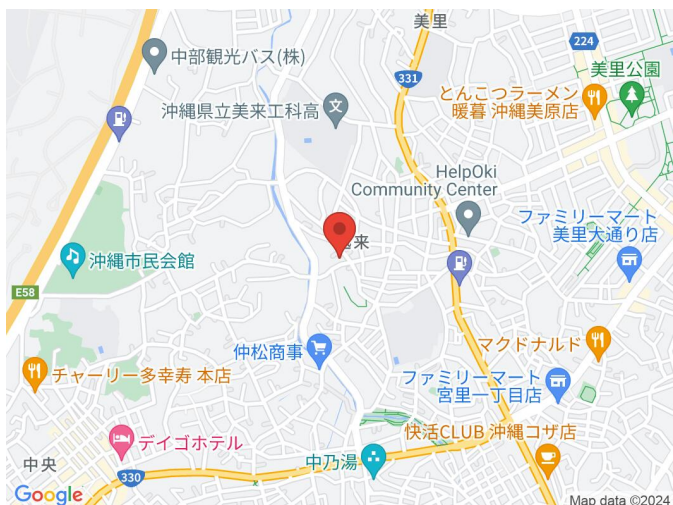 美里
224
中部観光バス(株)
331
美里公園
とんこつラーメン
暖暮 沖縄美原店
沖縄県立美来工科高
HelpOki
Community Center
ファミリーマート
美里大通り店
来
沖縄市民会館
E58
仲松商事
マクドナルド
チャーリー多幸寿 本店
ファミリーマート
宮里一丁目店
デイゴホテル
快活CLUB 沖縄コザ店
中央
中乃湯
330
Google
Map data ©2024